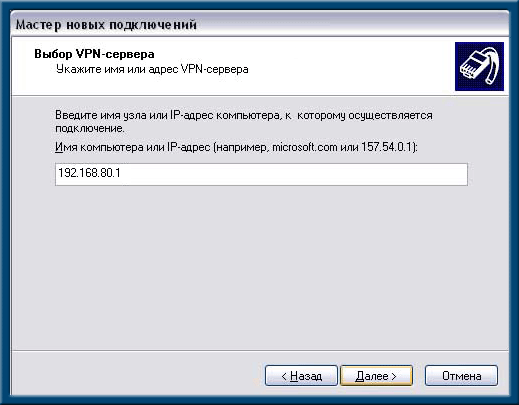 Мастер новых подключений
Выбор VPN-сервера
Укажите имя или адрес VPN-сервера
Введите имя узла или IP-адрес компьютера, к которому осуществляется
подключение.
Имя компьютера или IP-адрес (например, microsoft.com или 157.54.0.1):
192.168.80.1
< Назад
Далее >
Отмена